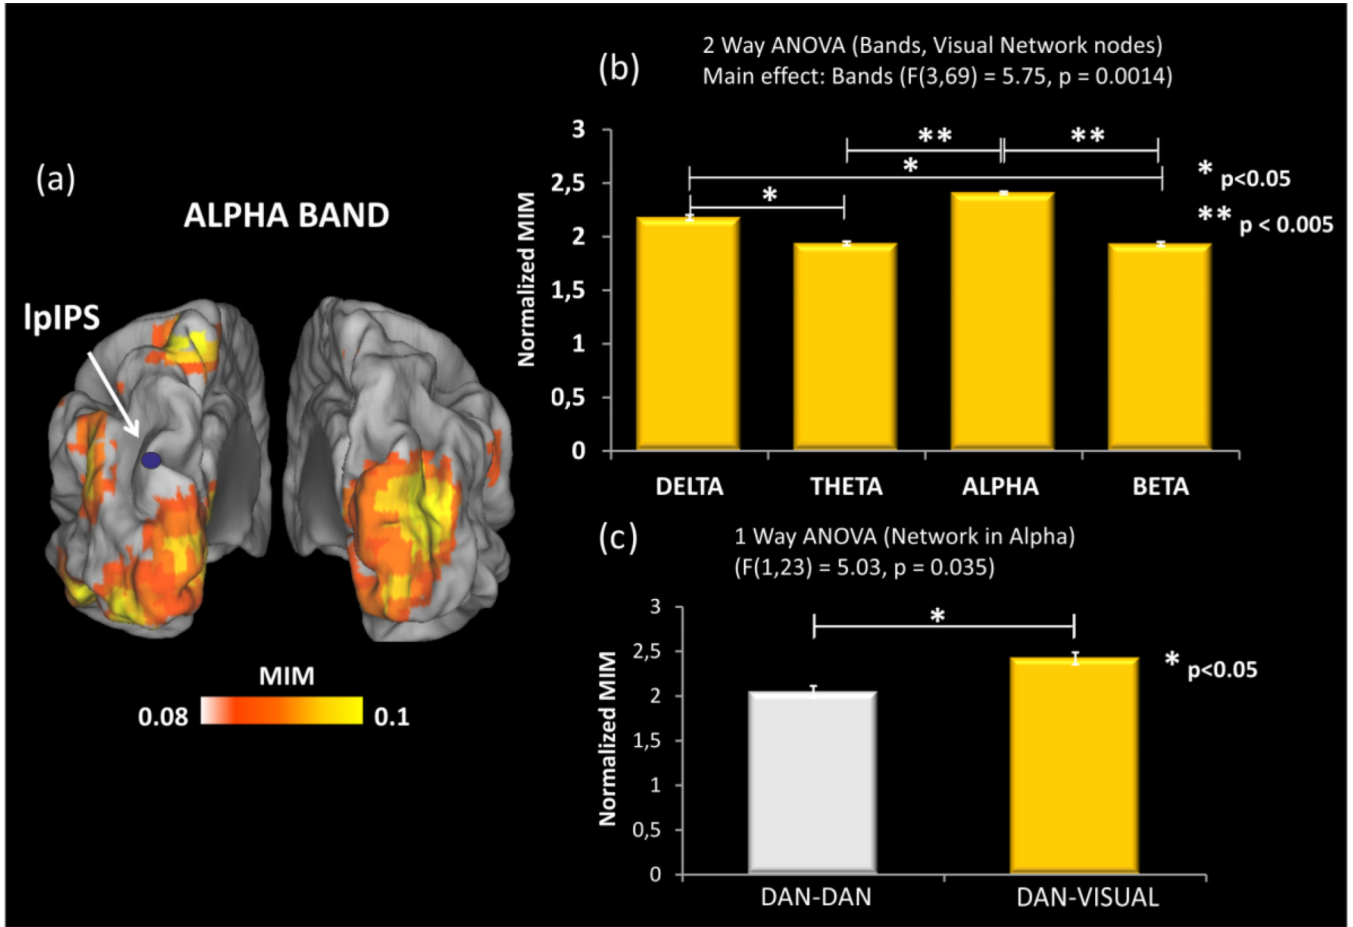 (a)
ALPHA BAND
lpIPS
MIM
0.08
0.1
(b)
2 Way ANOVA (Bands, Visual Network nodes)
Main effect: Bands (F(3,69) = 5.75, p = 0.0014)
Normalized MIM
3
2,5
2
1,5
1
0,5
0
**
**
*
*
* p<0.05
** p < 0.005
DELTA
THETA
ALPHA
BETA
(c)
1 Way ANOVA (Network in Alpha)
(F(1,23) = 5.03, p = 0.035)
Normalized MIM
3
2,5
2
1,5
1
0,5
0
*
* p<0.05
DAN-DAN
DAN-VISUAL